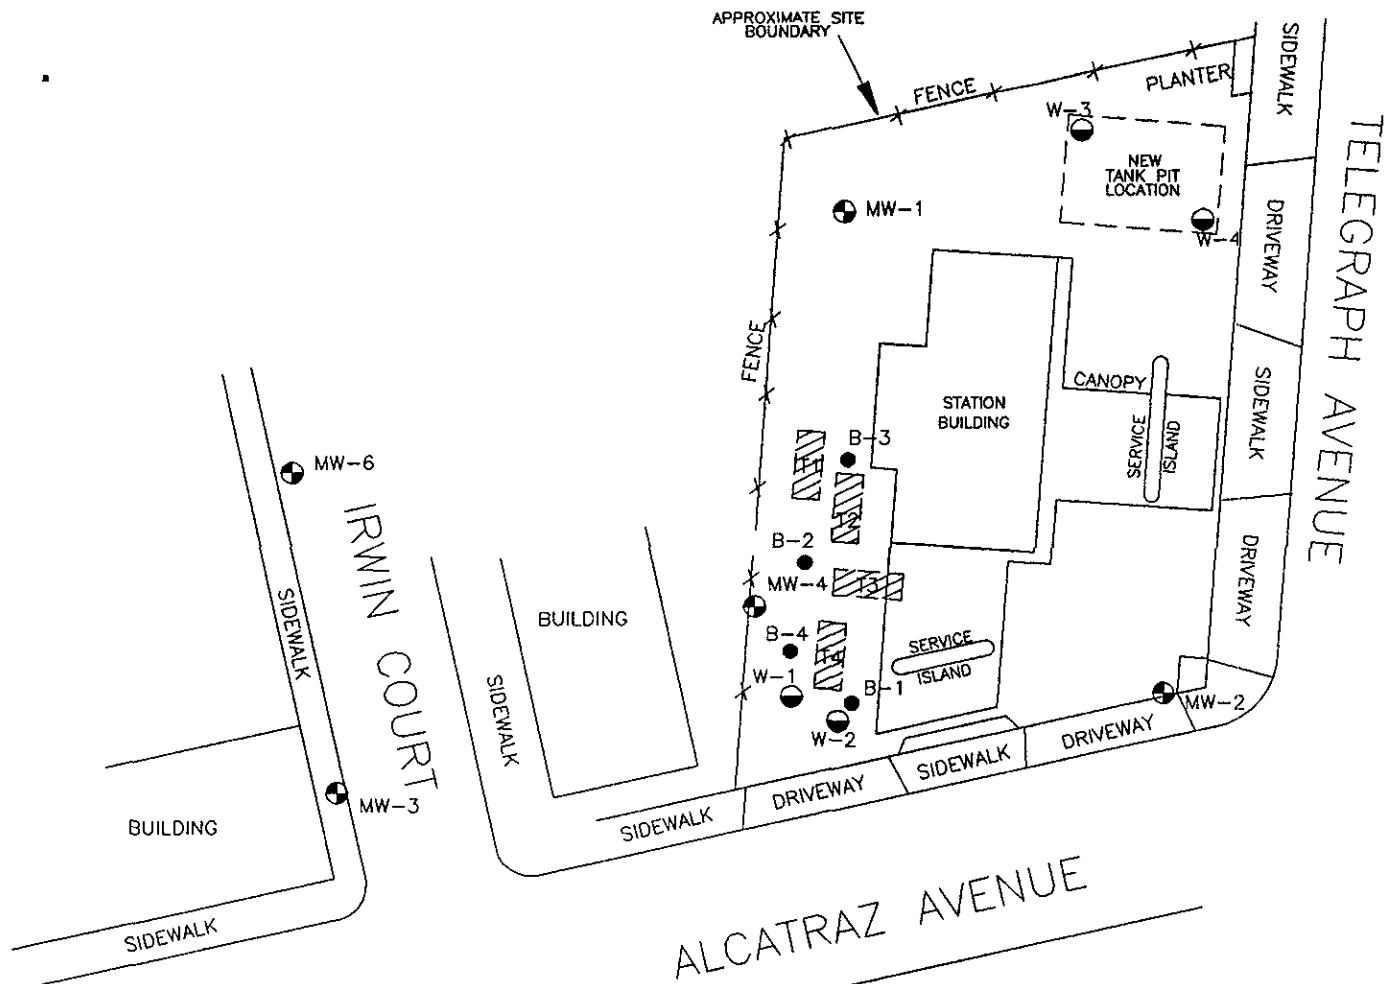 APPROXIMATE SITE
BOUNDARY
FENCE
PLANTER
SIDEWALK
W-3
NEW
TANK PIT
LOCATION
W-4
MW-1
DRIVEWAY
TELEGRAPH AVENUE
FENCE
CANOPY
SERVICE
ISLAND
SIDEWALK
STATION
BUILDING
B-3
T1
T2
MW-6
IRWIN COURT
B-2
T3
MW-4
DRIVEWAY
BUILDING
SIDEWALK
B-4
T4
SERVICE
ISLAND
W-1
B-1
W-2
MW-2
SIDEWALK
DRIVEWAY
SIDEWALK
DRIVEWAY
MW-3
BUILDING
SIDEWALK
SIDEWALK
ALCATRAZ AVENUE